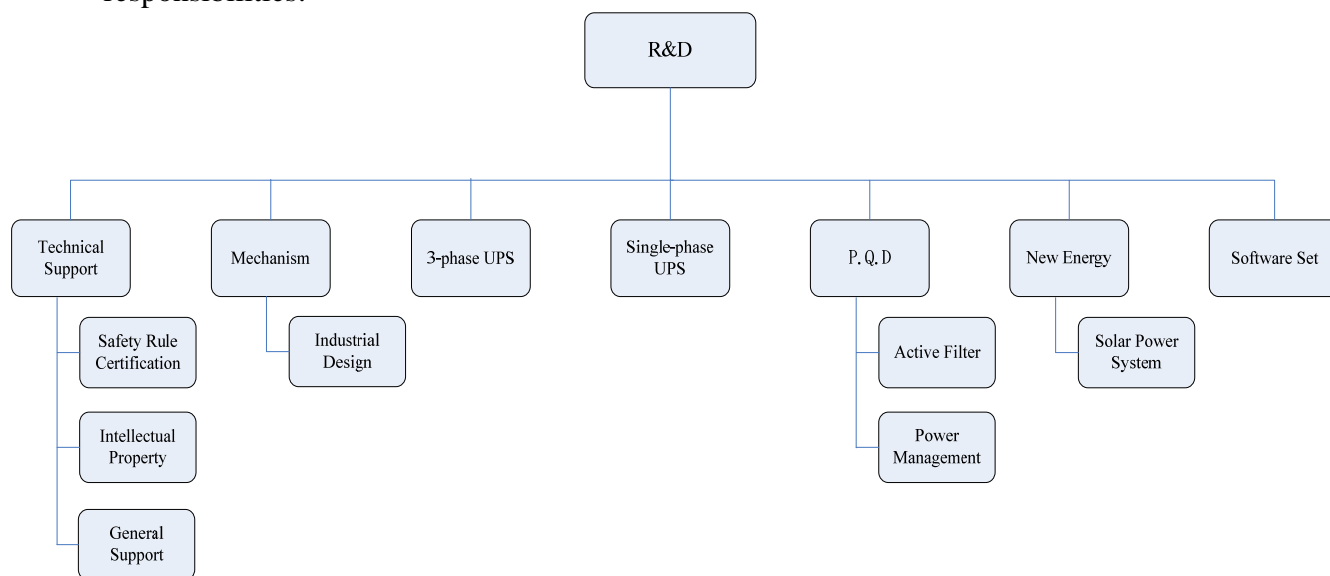 responsibilities.
R&D
Technical
Support
Mechanism
3-phase UPS
Single-phase
UPS
P.Q.D
New Energy
Software Set
Safety Rule
Certification
Industrial
Design
Active Filter
Solar Power
System
Intellectual
Property
Power
Management
General
Support